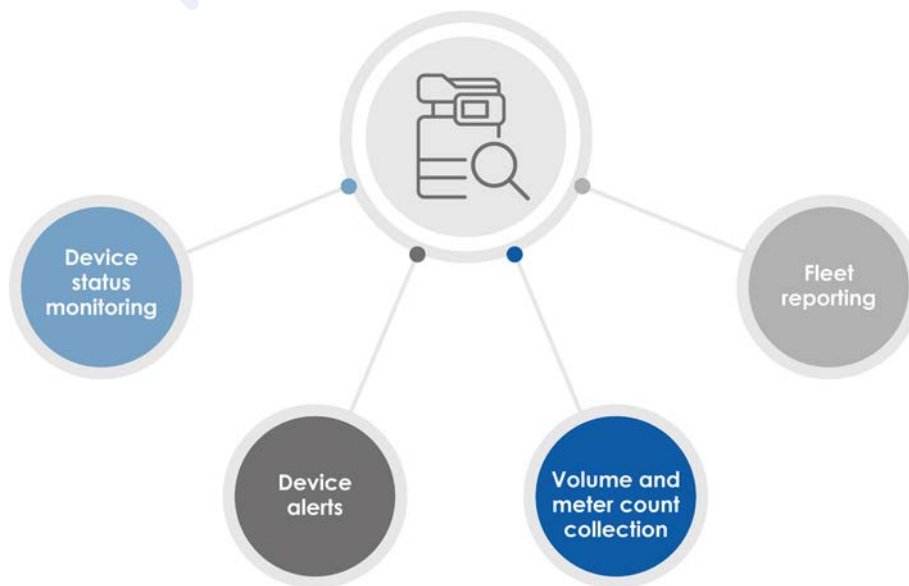 Device
status
monitoring
Fleet
reporting
Device
alerts
Volume and
meter count
collection